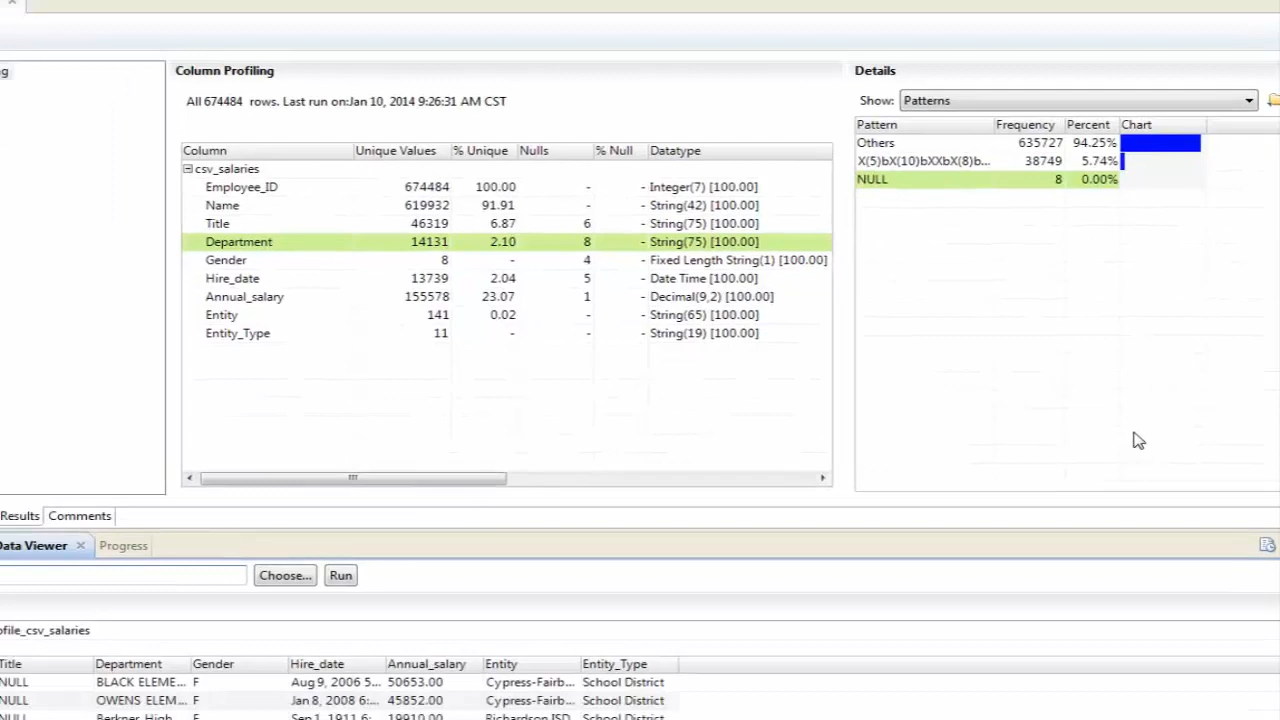 g
Column Profiling
Details
All 674484 rows. Last run on:Jan 10, 2014 9:26:31 AM CST
Show: Patterns
Pattern Frequency Percent Chart
Others 635727 94.25%
X(5)bX(10)bXXbX(8)b... 38749 5.74%
NULL 8 0.00%
Column Unique Values % Unique Nulls % Null Datatype
csv_salaries
Employee_ID 674484 100.00 - - Integer(7) [100.00]
Name 619932 91.91 - - String(42) [100.00]
Title 46319 6.87 6 - String(75) [100.00]
Department 14131 2.10 8 - String(75) [100.00]
Gender 8 - 4 - Fixed Length String(1) [100.00]
Hire_date 13739 2.04 5 - Date Time [100.00]
Annual_salary 155578 23.07 1 - Decimal(9,2) [100.00]
Entity 141 0.02 - - String(65) [100.00]
Entity_Type 11 - - - String(19) [100.00]
Results Comments
Data Viewer Progress
Choose... Run
ofile_csv_salaries
Title Department Gender Hire_date Annual_salary Entity Entity_Type
NULL BLACK ELEME... F Aug 9, 2006 5... 50653.00 Cypress-Fairb... School District
NULL OWENS ELEM... F Jan 8, 2008 6:... 45852.00 Cypress-Fairb... School District
NULL Berkner High F Sep 1, 1911 6: 19910.00 Richardson ISD School District